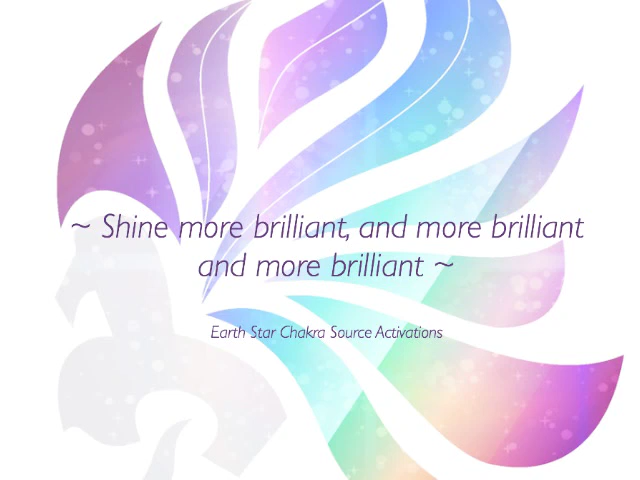 ~ Shine more brilliant, and more brilliant
and more brilliant ~
Earth Star Chakra Source Activations